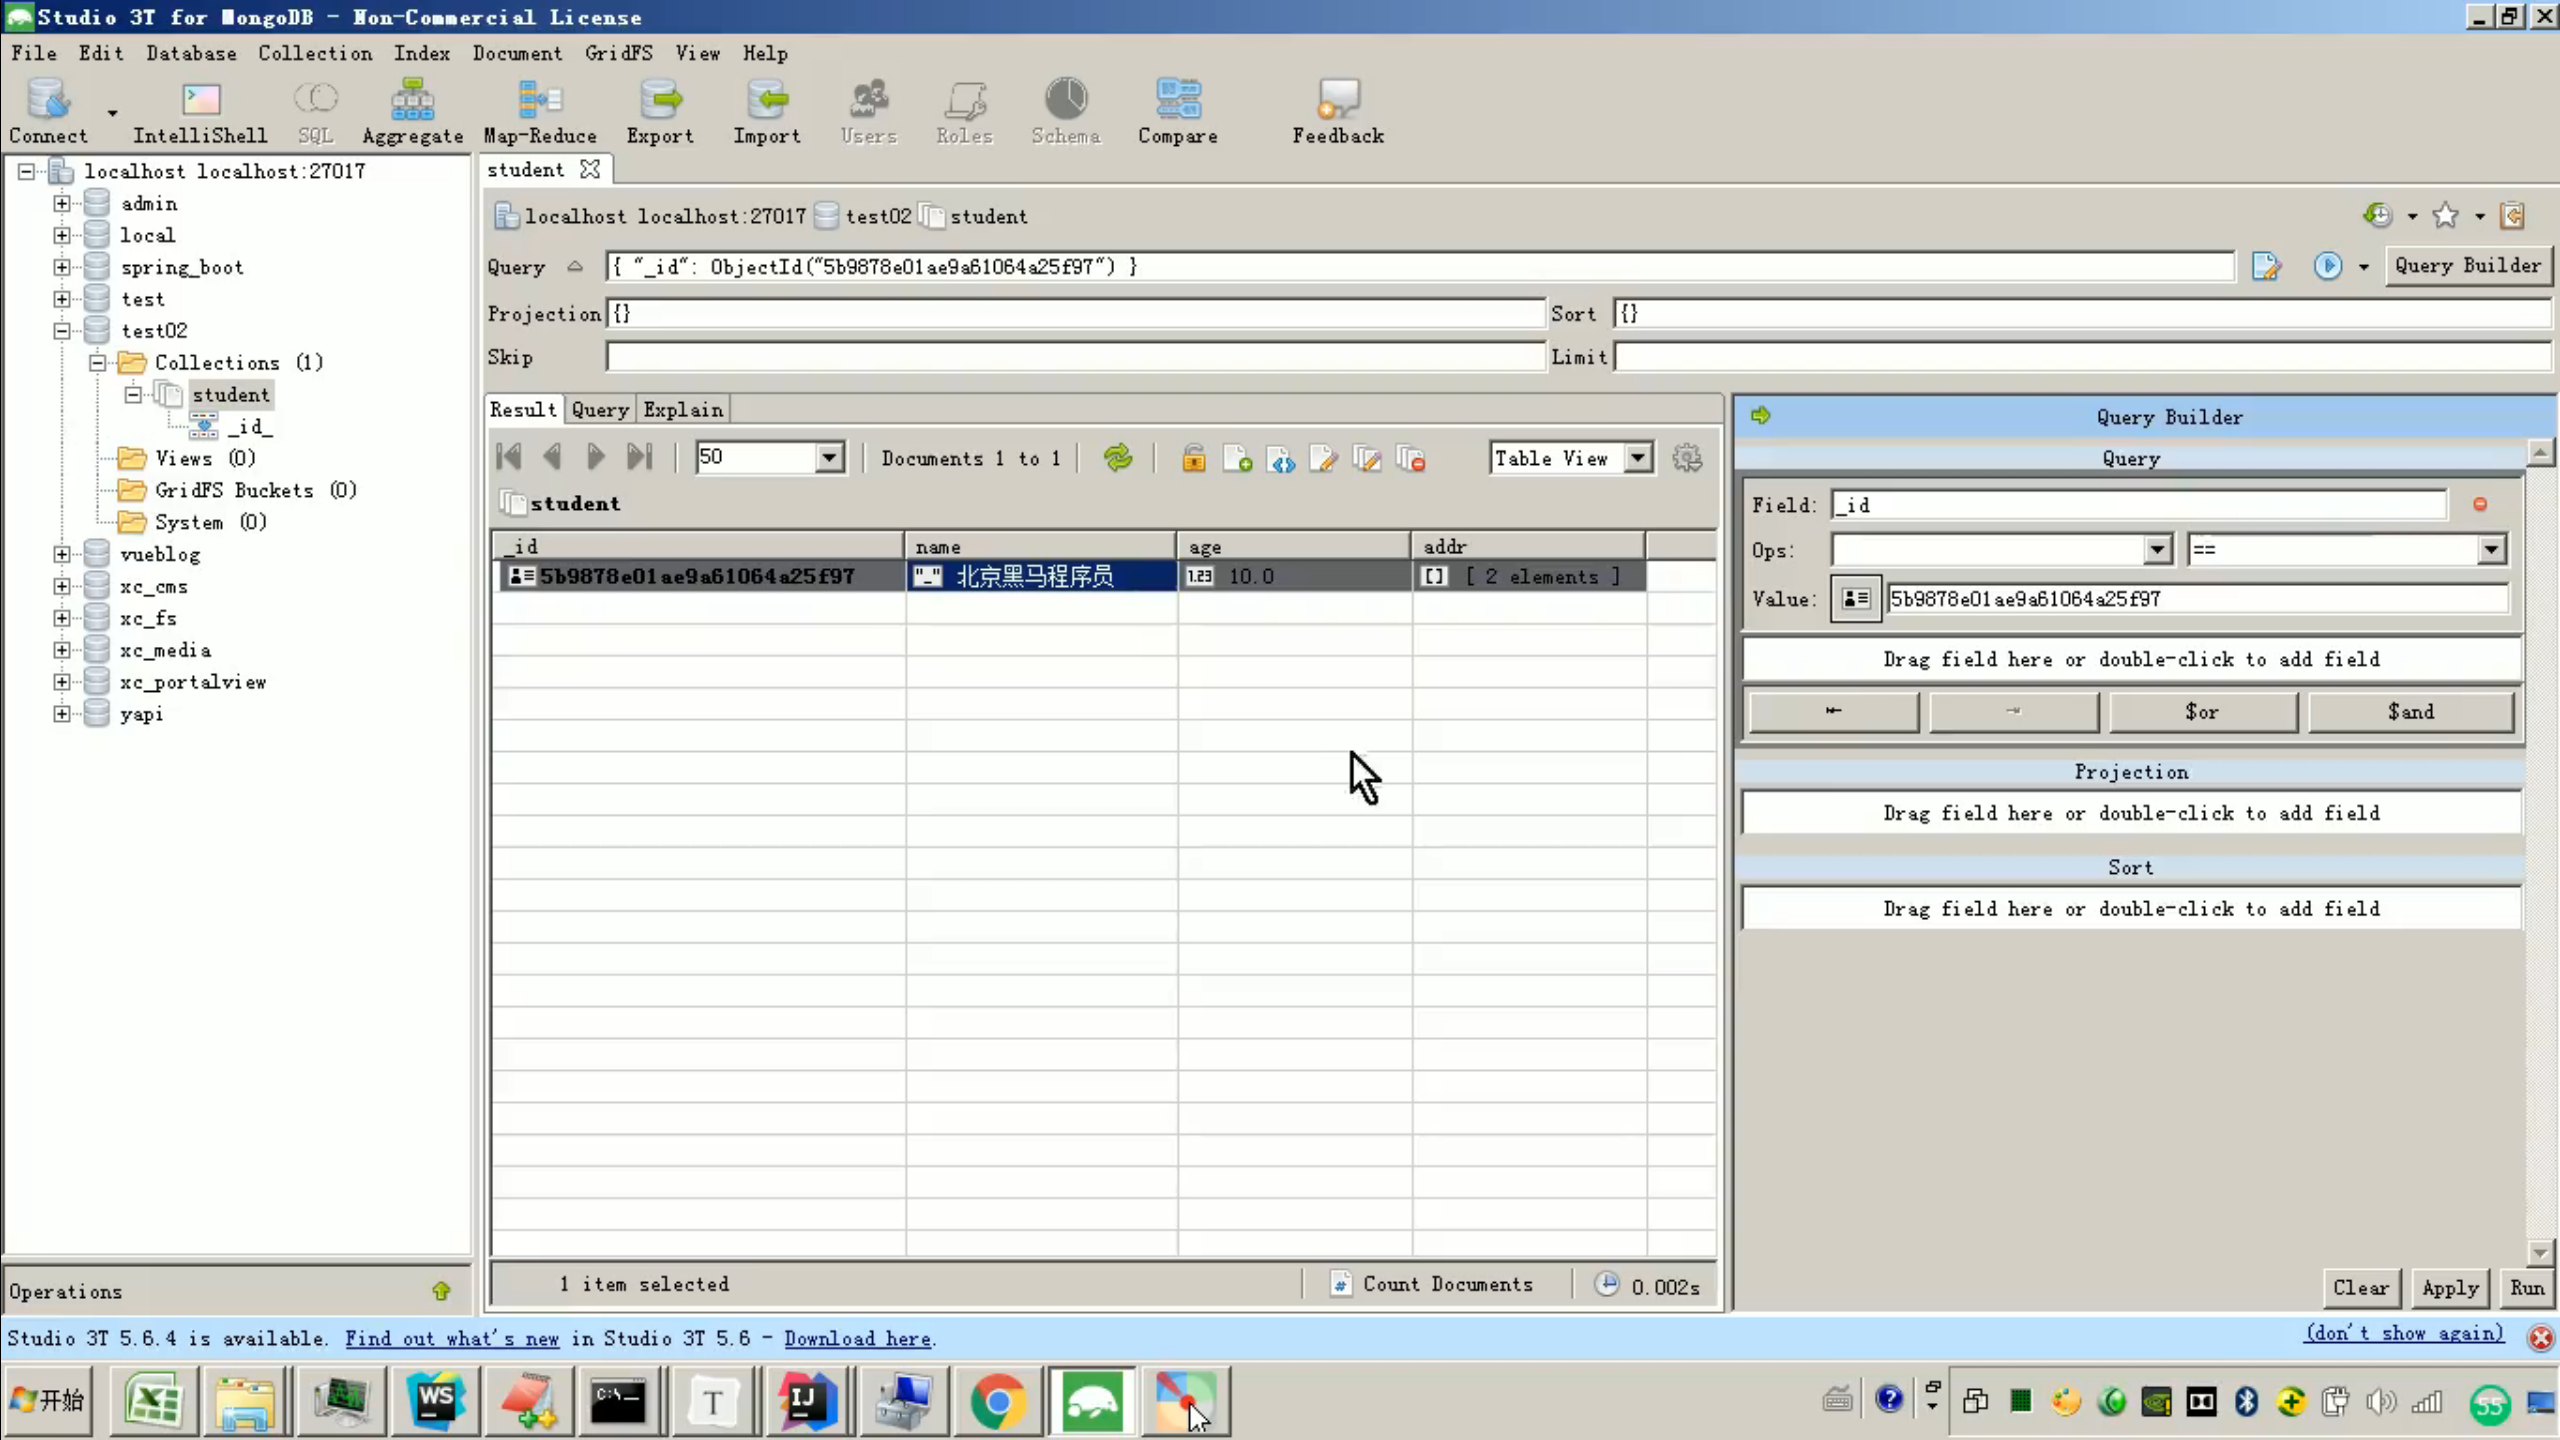 Studio 3T for MongoDB - Non-Commercial License
File Edit Database Collection Index Document GridFS View Help
Connect IntelliShell SQL Aggregate Map-Reduce Export Import Users Roles Schema Compare Feedback
localhost localhost:27017
admin
local
spring_boot
test
test02
Collections (1)
student
_id_
Views (0)
GridFS Buckets (0)
System (0)
vueblog
xc_cms
xc_fs
xc_media
xc_portalview
yapi
Operations
student
localhost localhost:27017 test02 student
Query { "_id": ObjectId("5b9878e01ae9a61064a25f97") } Query Builder
Projection {} Sort {}
Skip Limit
Result Query Explain
50 Documents 1 to 1 Table View
student
_id name age addr
5b9878e01ae9a61064a25f97 "_" 北京黑马程序员 1.23 10.0 [] [ 2 elements ]
1 item selected Count Documents 0.002s
Query Builder
Query
Field: _id
Ops: ==
Value: 5b9878e01ae9a61064a25f97
Drag field here or double-click to add field
$or $and
Projection
Drag field here or double-click to add field
Sort
Drag field here or double-click to add field
Clear Apply Run
Studio 3T 5.6.4 is available. Find out what's new in Studio 3T 5.6 - Download here. (don't show again)
开始 WS C:\ T IJ 55